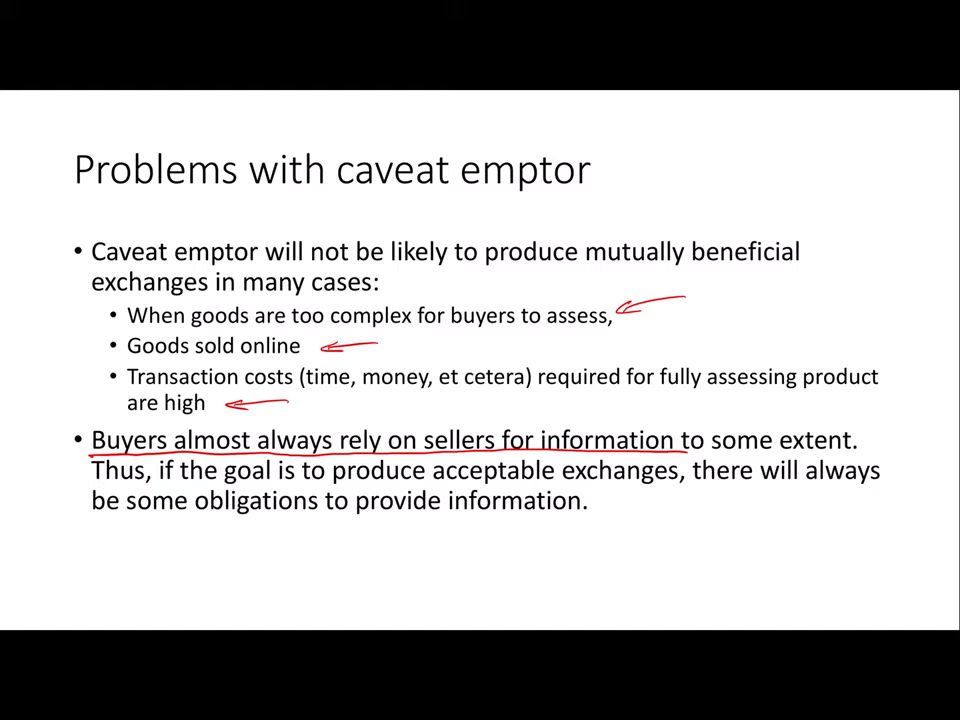 Problems with caveat emptor
• Caveat emptor will not be likely to produce mutually beneficial
exchanges in many cases:
• When goods are too complex for buyers to assess,
• Goods sold online
• Transaction costs (time, money, et cetera) required for fully assessing product
are high
• Buyers almost always rely on sellers for information to some extent.
Thus, if the goal is to produce acceptable exchanges, there will always
be some obligations to provide information.